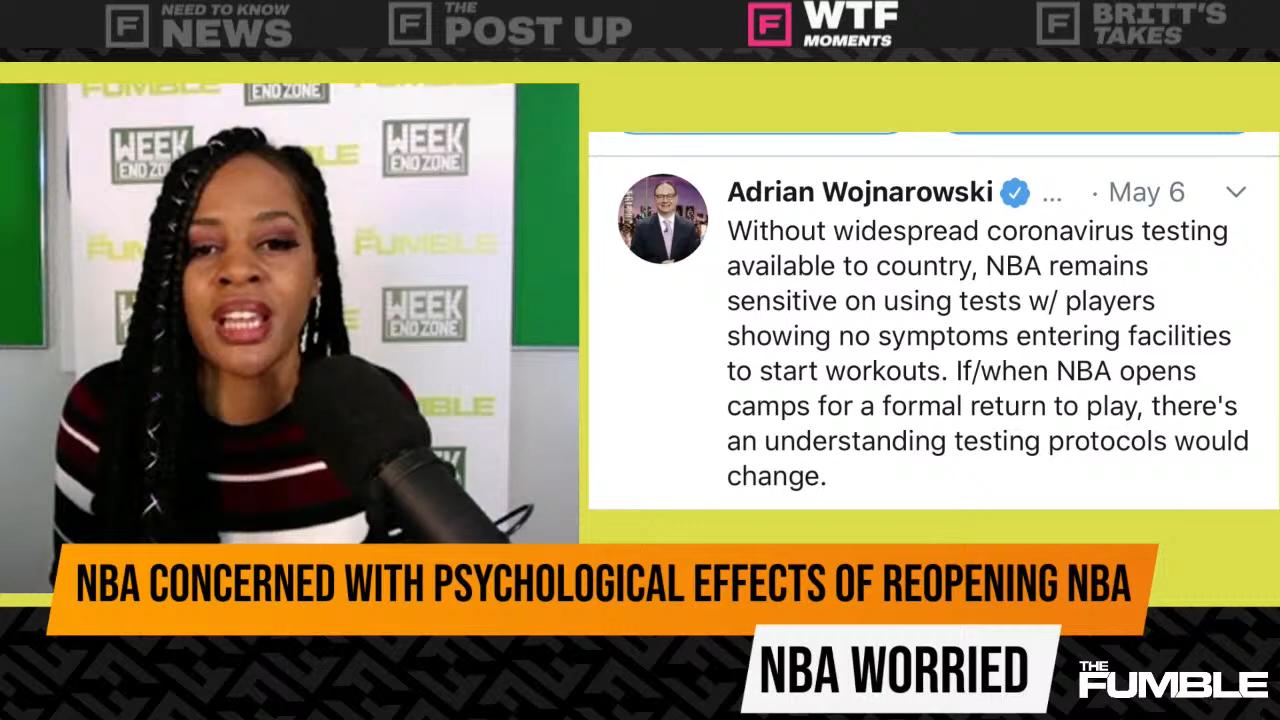 NEED TO KNOW
NEWS
THE
POST UP
WTF
MOMENTS
BRITT'S
TAKES
FUMBLE
END ZONE
WEEK
END ZONE
WEEK
END ZONE
THE FUMBLE
WEEK
END ZONE
Adrian Wojnarowski ... · May 6
Without widespread coronavirus testing
available to country, NBA remains
sensitive on using tests w/ players
showing no symptoms entering facilities
to start workouts. If/when NBA opens
camps for a formal return to play, there's
an understanding testing protocols would
change.
NBA CONCERNED WITH PSYCHOLOGICAL EFFECTS OF REOPENING NBA
NBA WORRIED
THE
FUMBLE